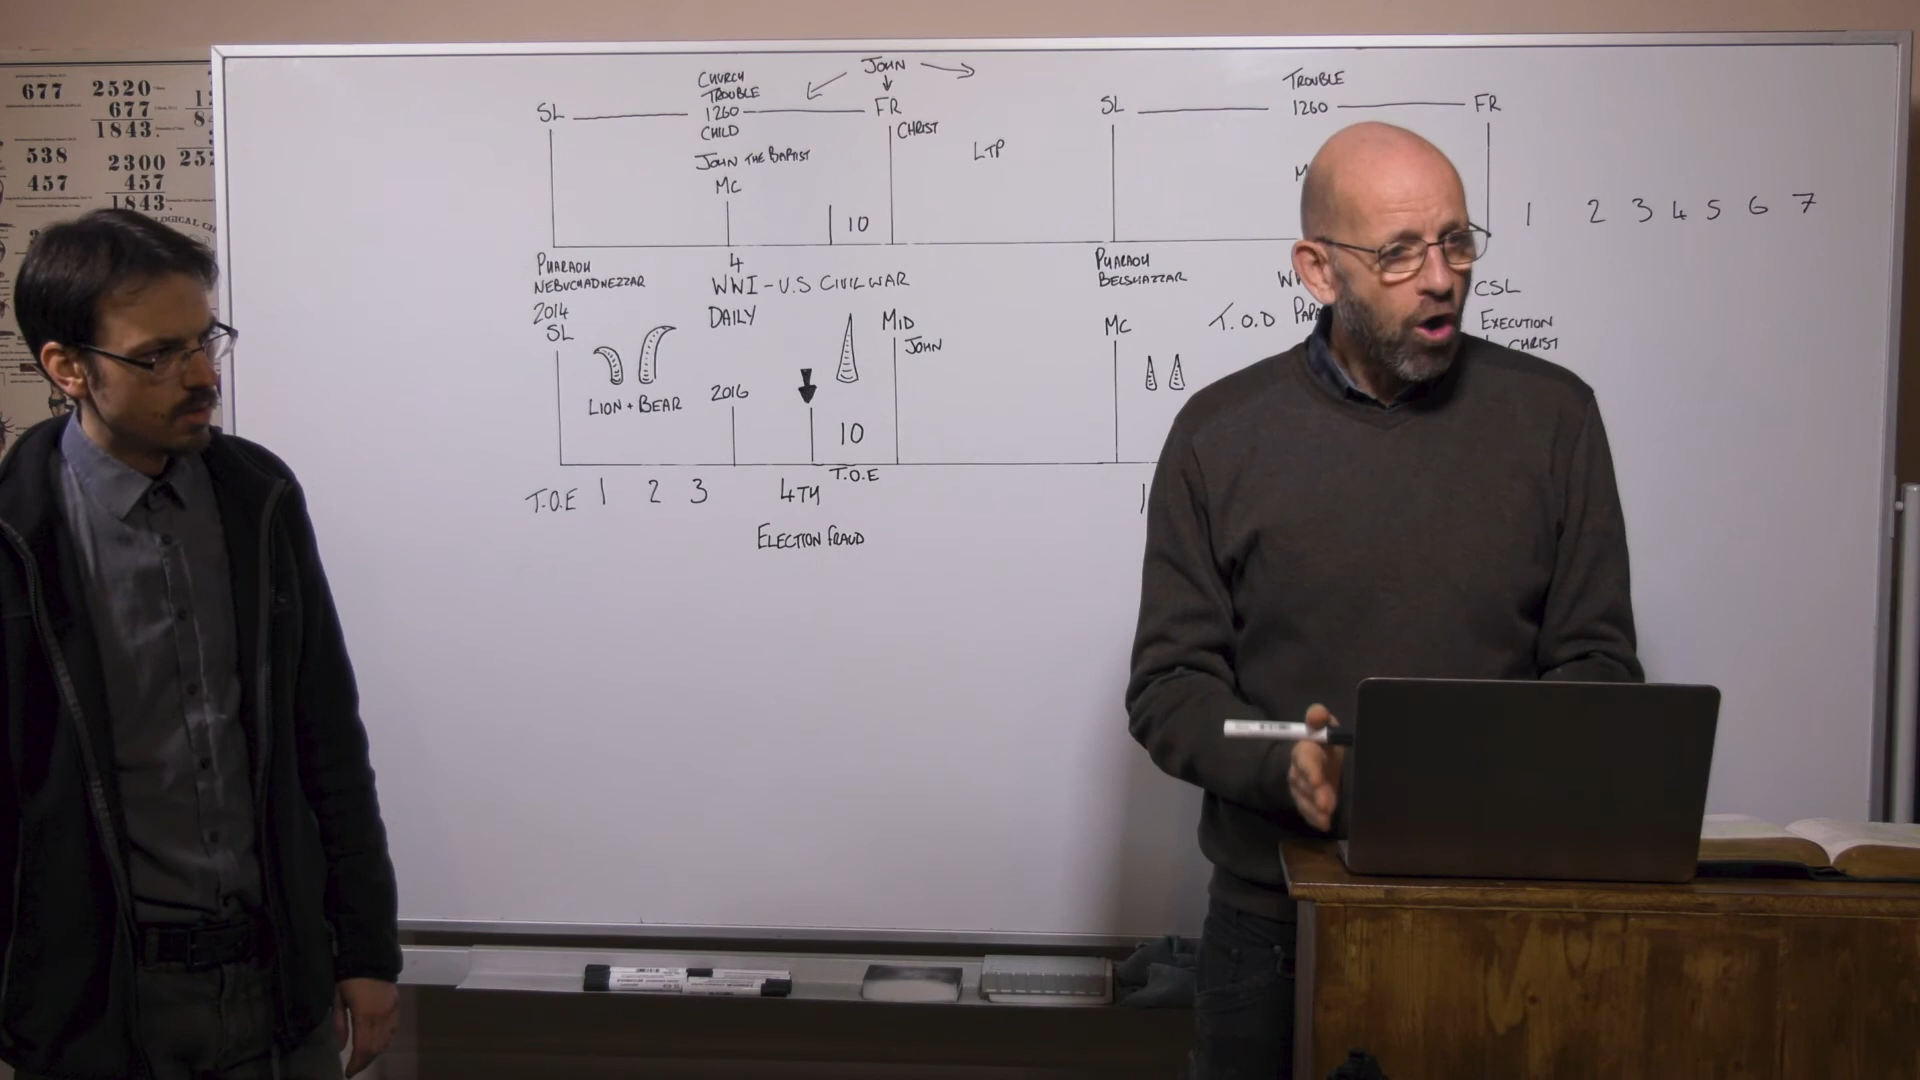 677
2520
677
1843.
538
457
2300
457
1843.
JOHN
CHURCH
TROUBLE
SL
1260
FR
CHILD
CHRIST
JOHN THE BAPTIST
LTP
MC
10
TROUBLE
SL
1260
FR
1 2 3 4 5 6 7
PHARAOH
NEBUCHADNEZZAR
2014
SL
4
WWI - U.S CIVIL WAR
DAILY
MID
JOHN
LION + BEAR
2016
10
T.O.E
T.O.E 1 2 3 4TH
ELECTION FRAUD
PHARAOH
BELSHAZZAR
MC
T.O.D
CSL
EXECUTION
CHRIST
1